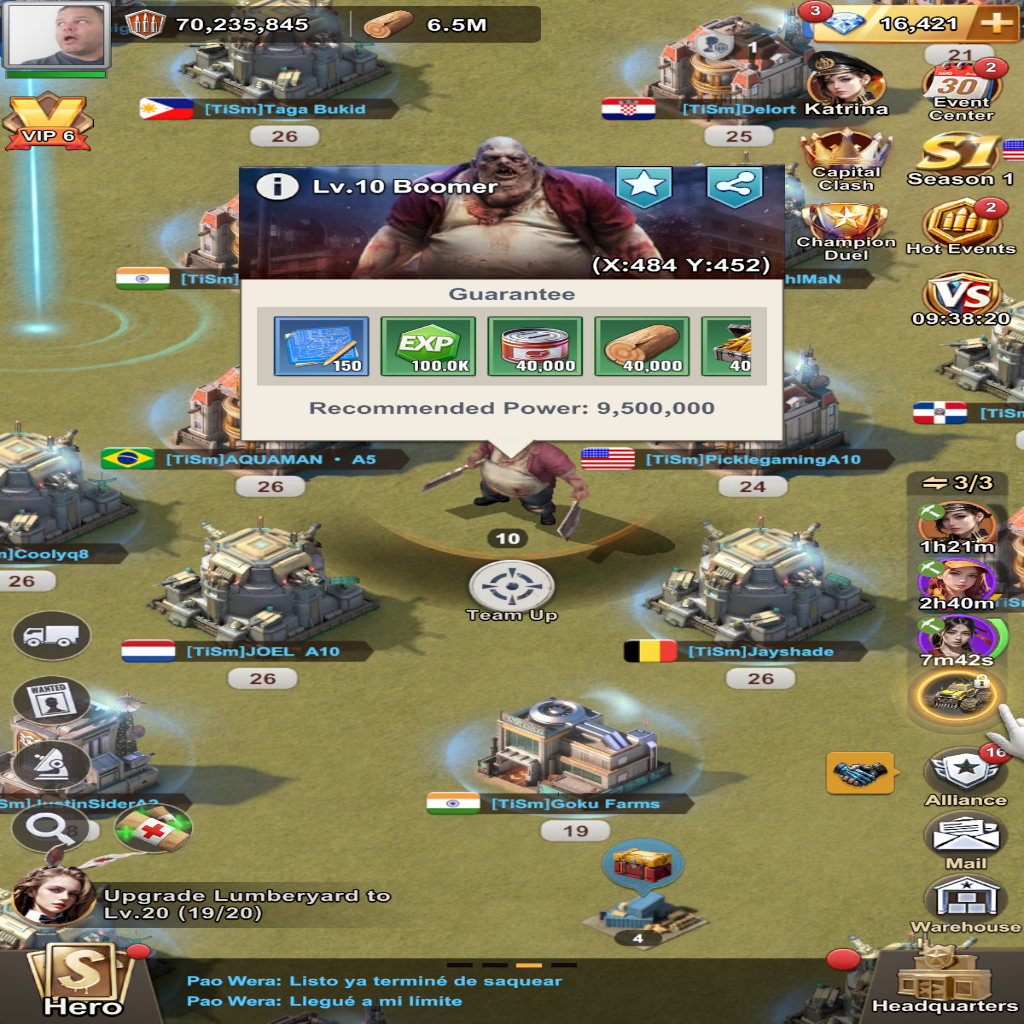 70,235,845
6.5M
3
16,421
21
1
[TiSm]Taga Bukid
[TiSm]Delort
Katrina
AUG
30
2
Event
Center
VIP 6
26
25
Lv.10 Boomer
Capital
Clash
S1
Season 1
(X:484 Y:452)
Champion
Duel
2
Hot Events
[TiSm]
hIMaN
Guarantee
VS
09:38:20
150
EXP
100.0K
40,000
40,000
40
Recommended Power: 9,500,000
[TiS
[TiSm]AQUAMAN • A5
[TiSm]PicklegamingA10
26
24
3/3
10
1h21m
m]Coolyq8
26
Team Up
2h40m
[TiSm]JOEL A10
[TiSm]Jayshade
7m42s
26
26
WANTED
16
Alliance
Sm]JustinSiderA2
[TiSm]Goku Farms
19
8
Mail
Upgrade Lumberyard to
Lv.20 (19/20)
4
Warehouse
S
Hero
Pao Wera: Listo ya terminé de saquear
Pao Wera: Llegué a mi límite
Headquarters